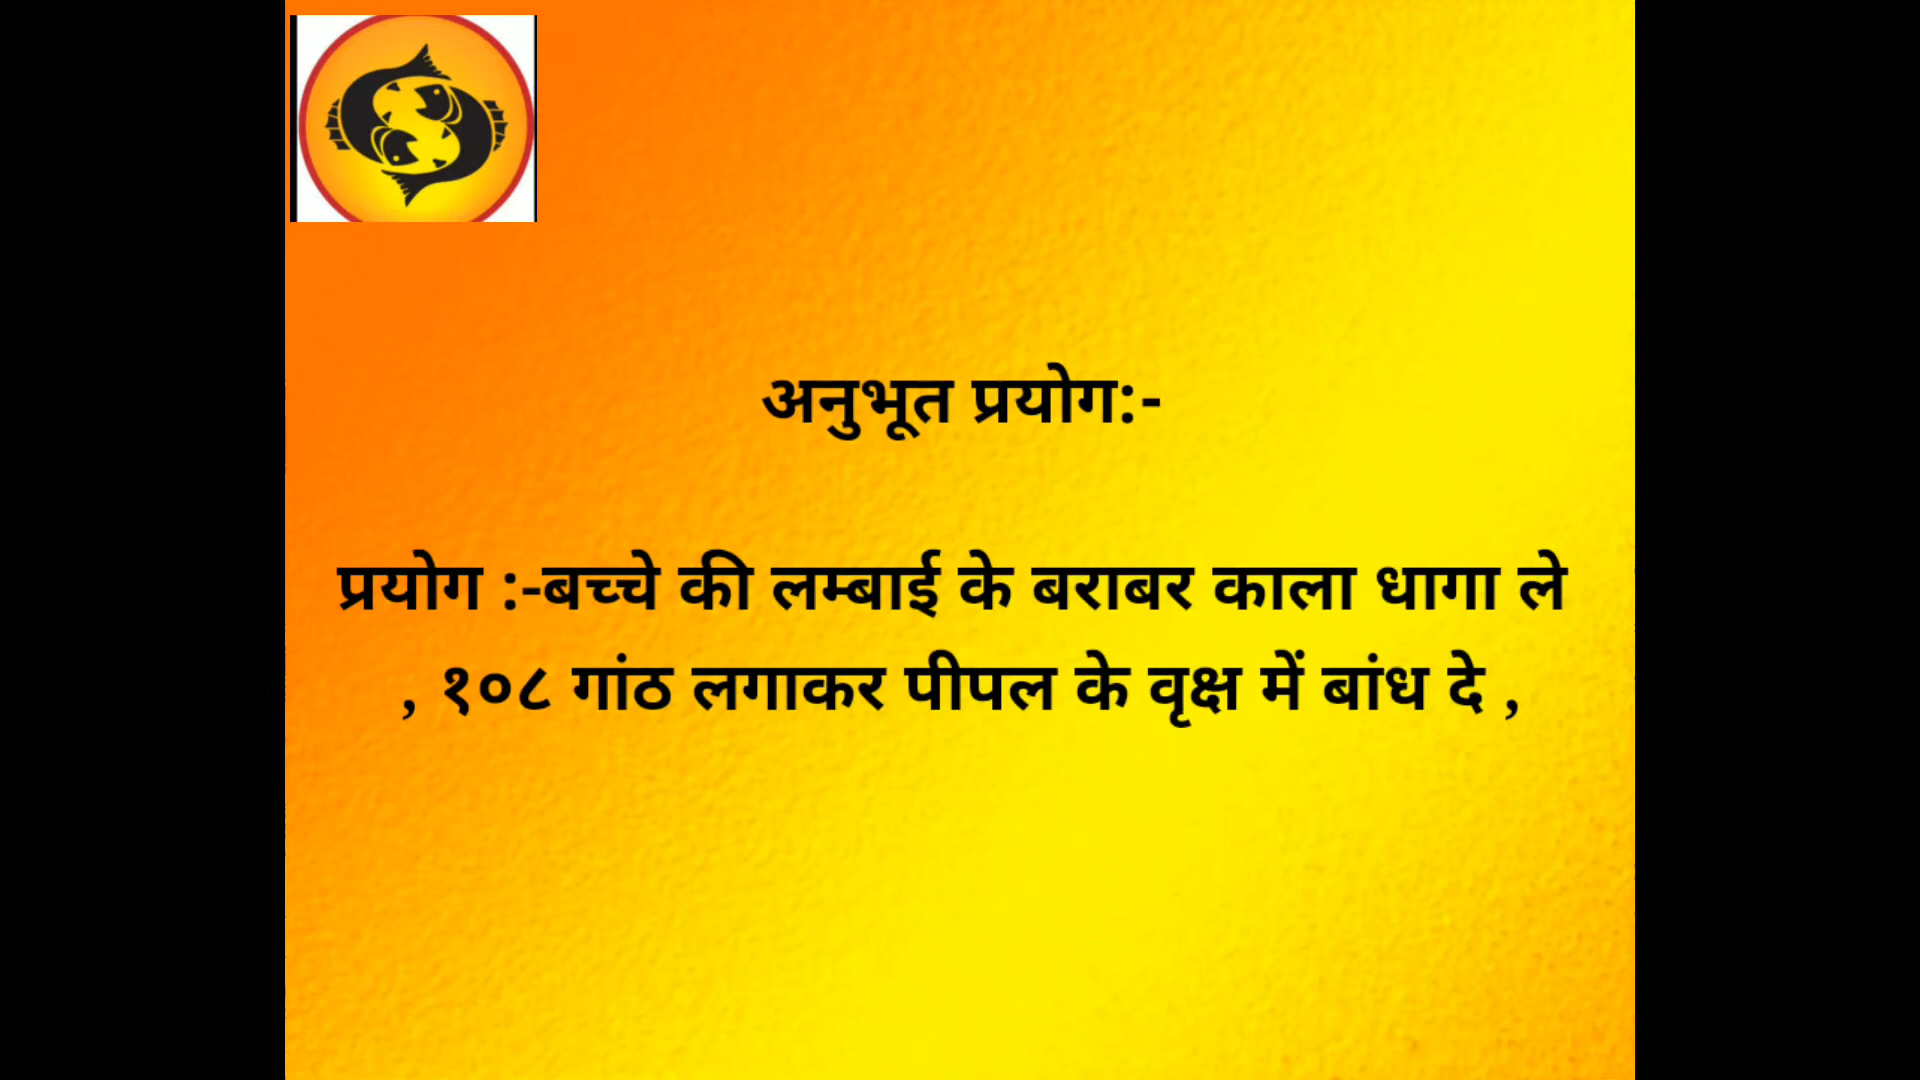 अनुभूत प्रयोग:-
प्रयोग :-बच्चे की लम्बाई के बराबर काला धागा ले
, १०८ गांठ लगाकर पीपल के वृक्ष में बांध दे ,